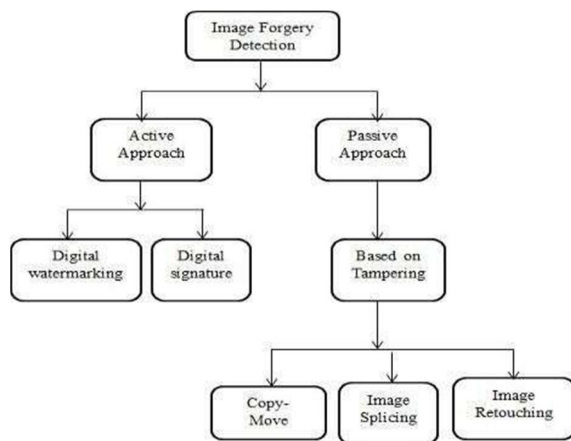 Image Forgery
Detection
Active
Approach
Passive
Approach
Digital
watermarking
Digital
signature
Based on
Tampering
Copy-
Move
Image
Splicing
Image
Retouching